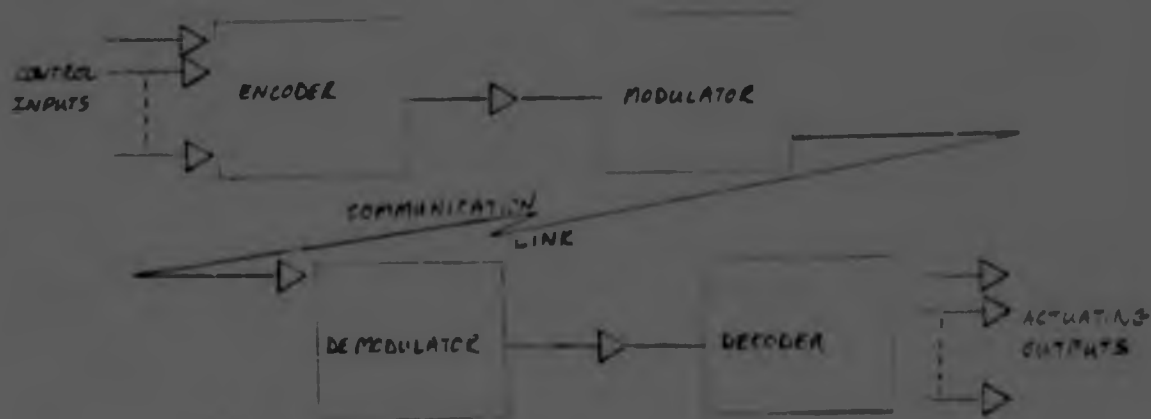 CONTROL
INPUTS
ENCODER
MODULATOR
COMMUNICATION
LINK
DEMODULATOR
DECODER
ACTUATING
OUTPUTS